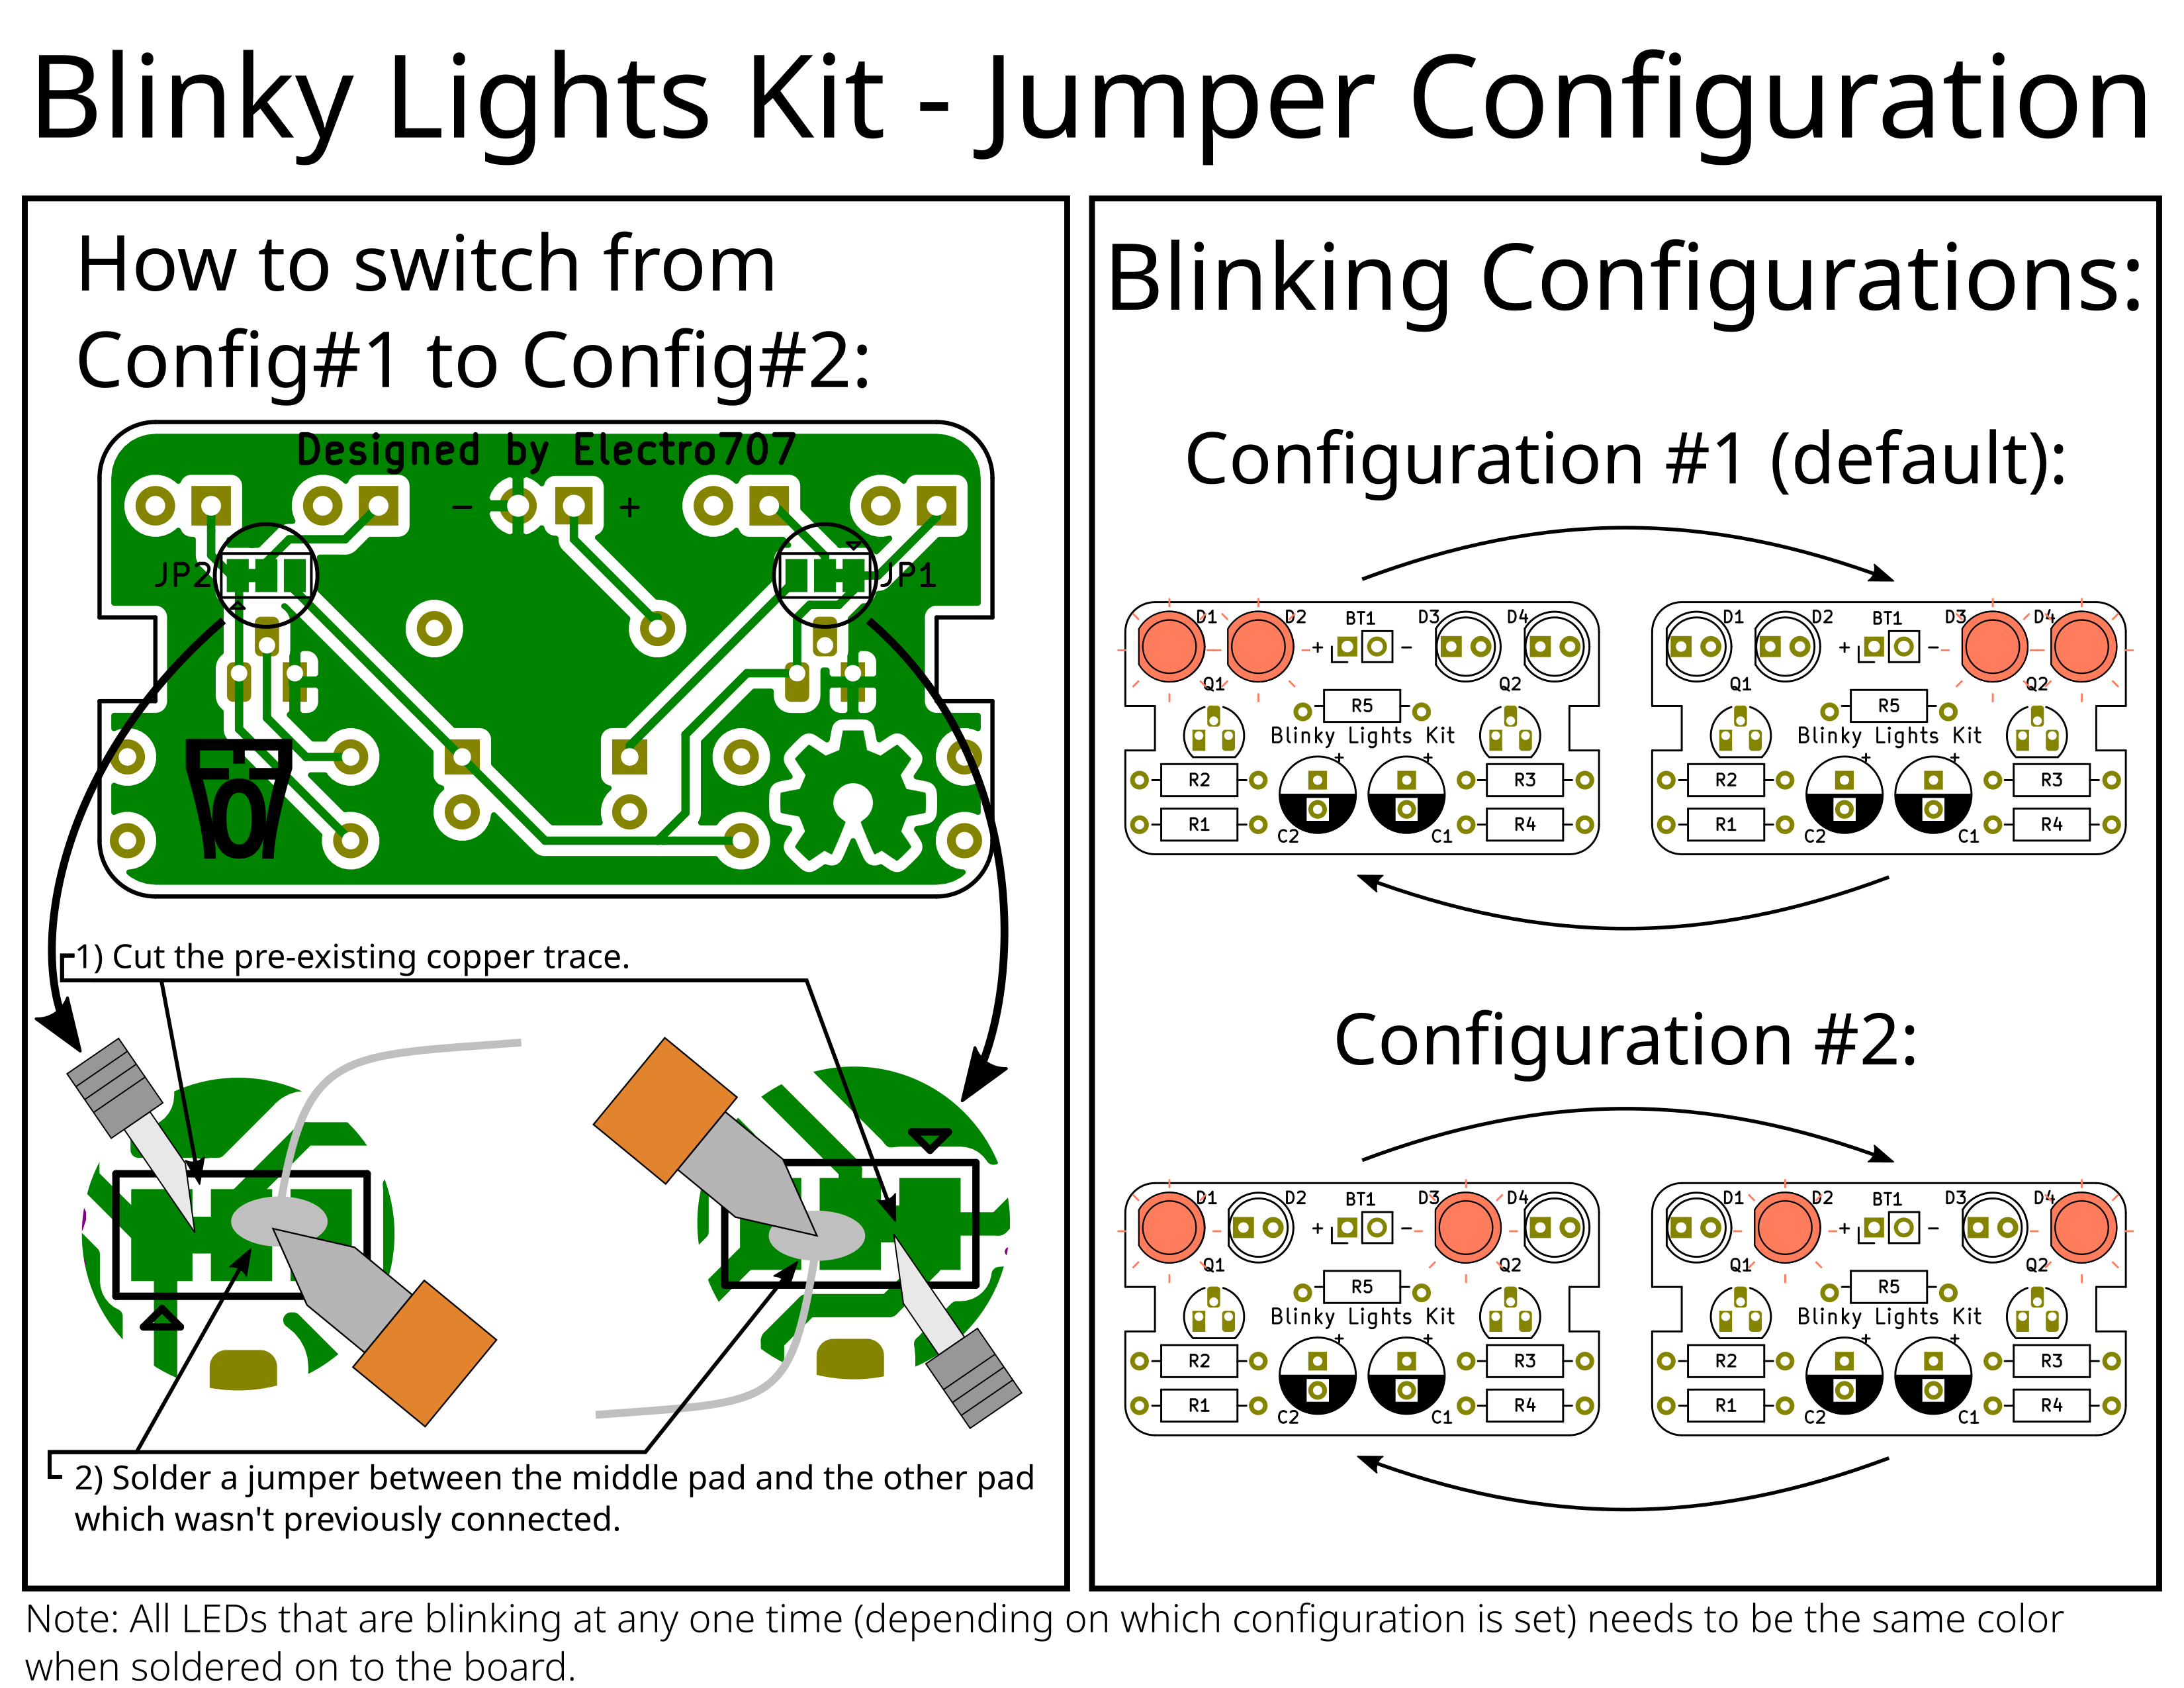 Blinky Lights Kit - Jumper Configuration
How to switch from
Config#1 to Config#2:
Designed by Electro707
- +
JP2 JP1
707
1) Cut the pre-existing copper trace.
2) Solder a jumper between the middle pad and the other pad
which wasn't previously connected.
Blinking Configurations:
Configuration #1 (default):
D1 D2 BT1 D3 D4
+ -
Q1 Q2
R5
Blinky Lights Kit
+ +
R2 R3
R1 R4
C2 C1
D1 D2 BT1 D3 D4
+ -
Q1 Q2
R5
Blinky Lights Kit
+ +
R2 R3
R1 R4
C2 C1
Configuration #2:
D1 D2 BT1 D3 D4
+ -
Q1 Q2
R5
Blinky Lights Kit
+ +
R2 R3
R1 R4
C2 C1
D1 D2 BT1 D3 D4
+ -
Q1 Q2
R5
Blinky Lights Kit
+ +
R2 R3
R1 R4
C2 C1
Note: All LEDs that are blinking at any one time (depending on which configuration is set) needs to be the same color
when soldered on to the board.